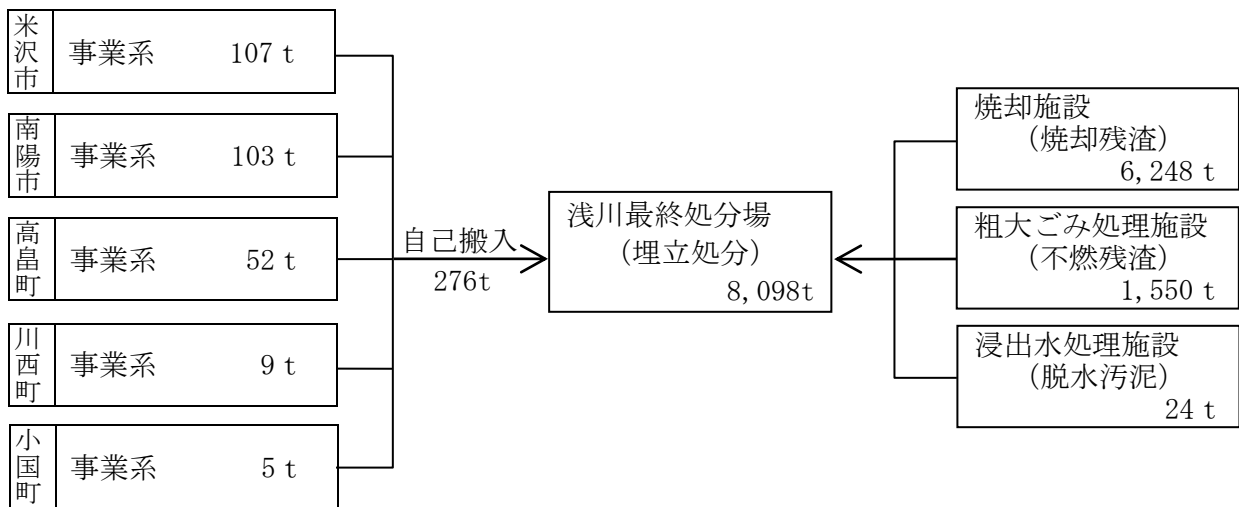 米沢市
事業系 107 t
南陽市
事業系 103 t
高畠町
事業系 52 t
川西町
事業系 9 t
小国町
事業系 5 t
自己搬入
276t
浅川最終処分場
(埋立処分)
8,098t
焼却施設
(焼却残渣)
6,248 t
粗大ごみ処理施設
(不燃残渣)
1,550 t
浸出水処理施設
(脱水汚泥)
24 t